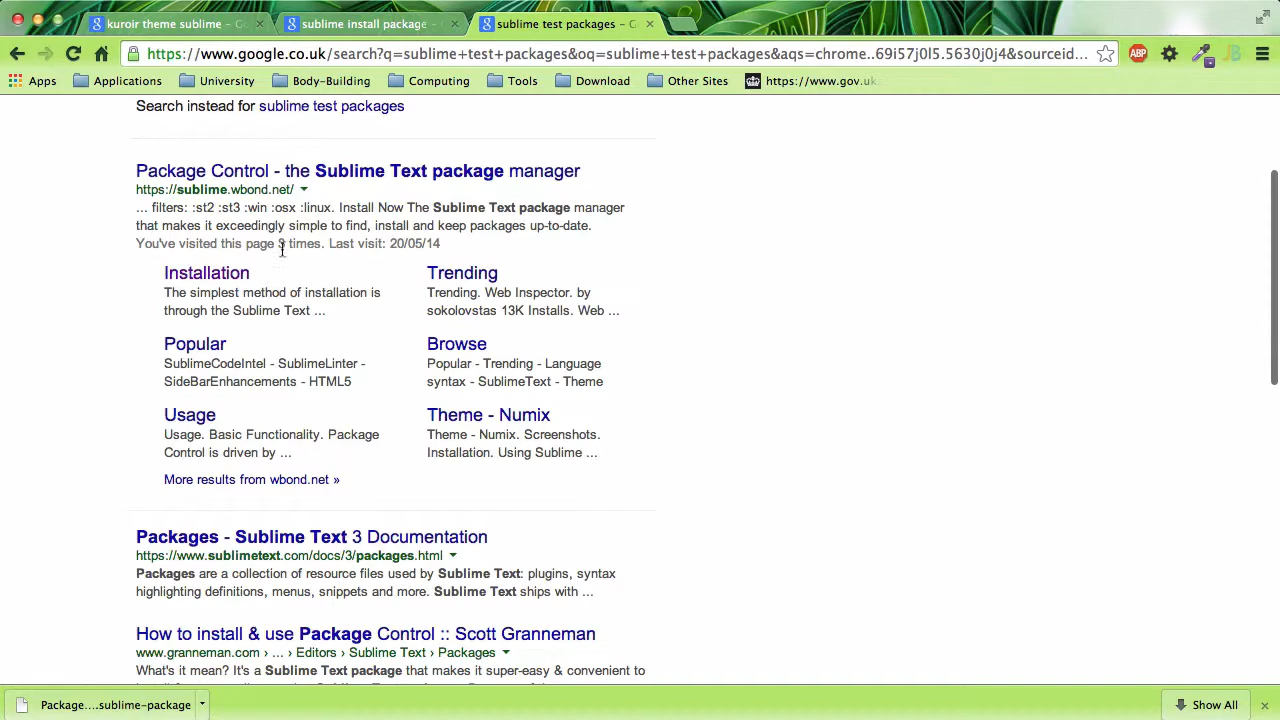 kuroir theme sublime - G
sublime install package -
sublime test packages - G
https://www.google.co.uk/search?q=sublime+test+packages&oq=sublime+test+packages&aqs=chrome..69i57j0l5.5630j0j4&sourceid...
ABP
Apps Applications University Body-Building Computing Tools Download Other Sites https://www.gov.uk
Search instead for sublime test packages
Package Control - the Sublime Text package manager
https://sublime.wbond.net/
... filters: :st2 :st3 :win :osx :linux. Install Now The Sublime Text package manager
that makes it exceedingly simple to find, install and keep packages up-to-date.
You've visited this page 3 times. Last visit: 20/05/14
Installation
The simplest method of installation is
through the Sublime Text ...
Trending
Trending. Web Inspector. by
sokolovstas 13K Installs. Web ...
Popular
SublimeCodeIntel - SublimeLinter -
SideBarEnhancements - HTML5
Browse
Popular - Trending - Language
syntax - SublimeText - Theme
Usage
Usage. Basic Functionality. Package
Control is driven by ...
Theme - Numix
Theme - Numix. Screenshots.
Installation. Using Sublime ...
More results from wbond.net »
Packages - Sublime Text 3 Documentation
https://www.sublimetext.com/docs/3/packages.html
Packages are a collection of resource files used by Sublime Text: plugins, syntax
highlighting definitions, menus, snippets and more. Sublime Text ships with ...
How to install & use Package Control :: Scott Granneman
www.granneman.com › ... › Editors › Sublime Text › Packages
What's it mean? It's a Sublime Text package that makes it super-easy & convenient to
Package....sublime-package
Show All